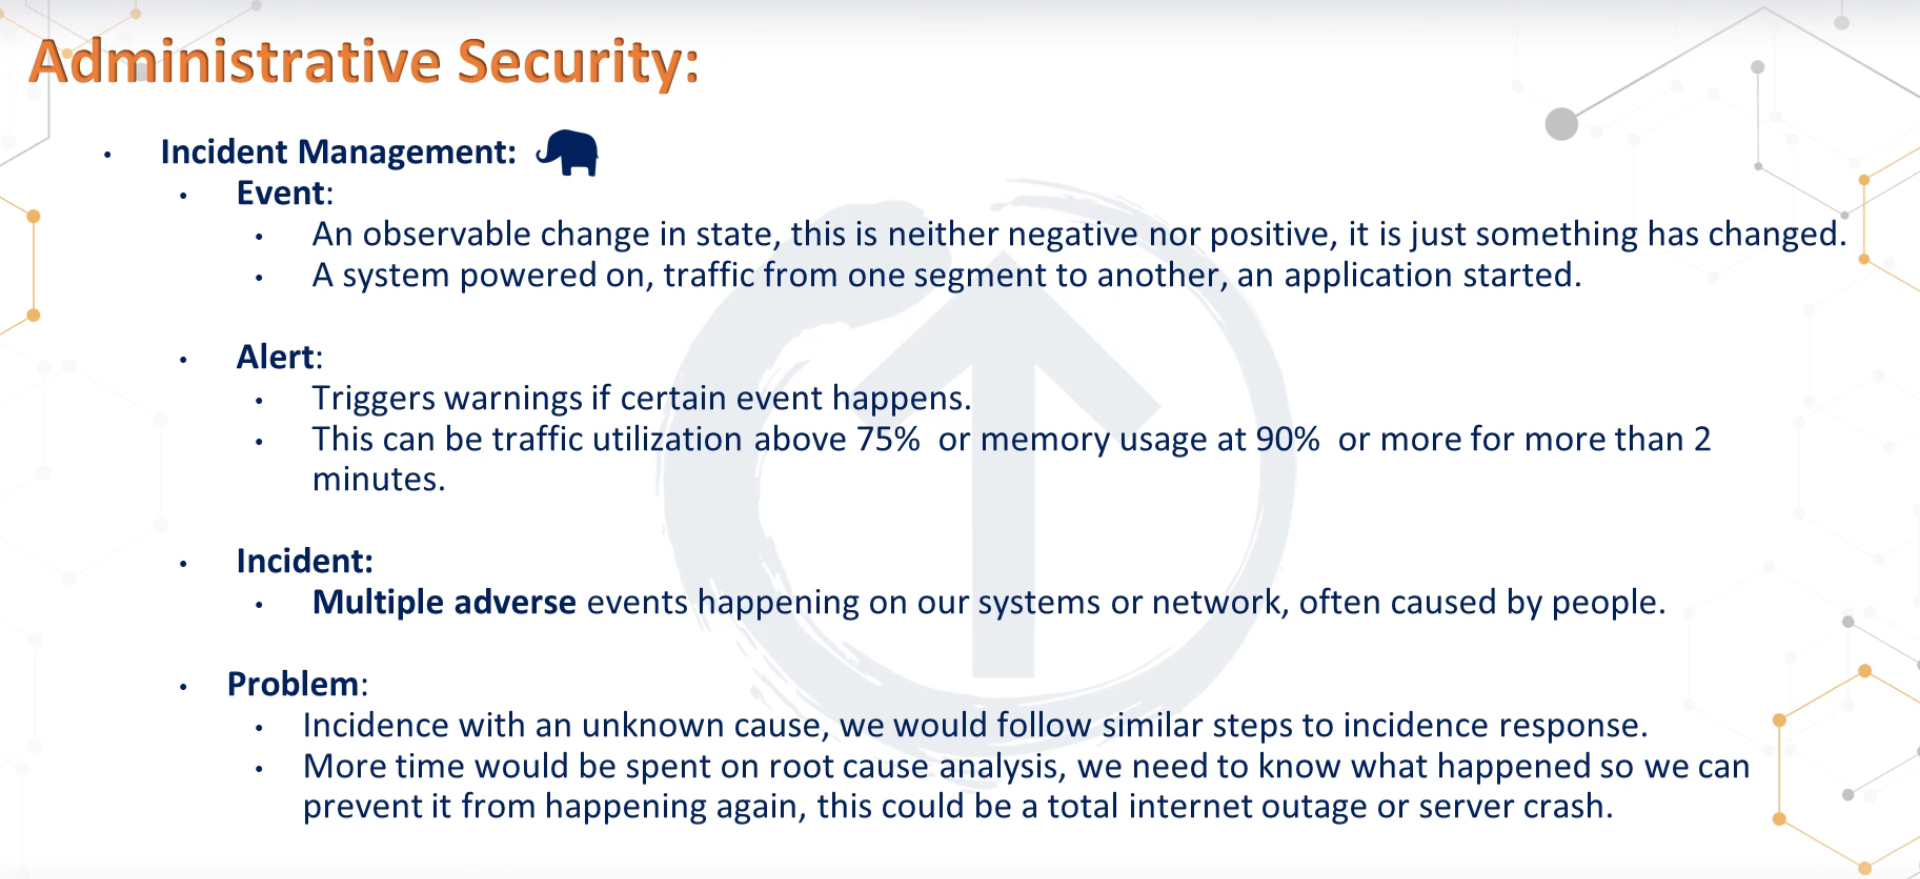 Administrative Security:
• Incident Management:
• Event:
• An observable change in state, this is neither negative nor positive, it is just something has changed.
• A system powered on, traffic from one segment to another, an application started.
• Alert:
• Triggers warnings if certain event happens.
• This can be traffic utilization above 75% or memory usage at 90% or more for more than 2
minutes.
• Incident:
• Multiple adverse events happening on our systems or network, often caused by people.
• Problem:
• Incidence with an unknown cause, we would follow similar steps to incidence response.
• More time would be spent on root cause analysis, we need to know what happened so we can
prevent it from happening again, this could be a total internet outage or server crash.